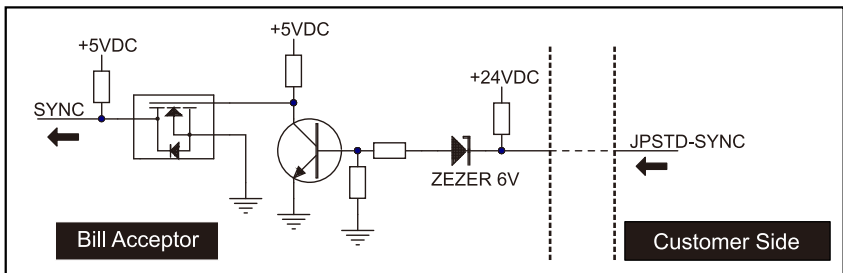 +5VDC
+5VDC
+24VDC
SYNC
JPSTD-SYNC
ZEZER 6V
Bill Acceptor
Customer Side